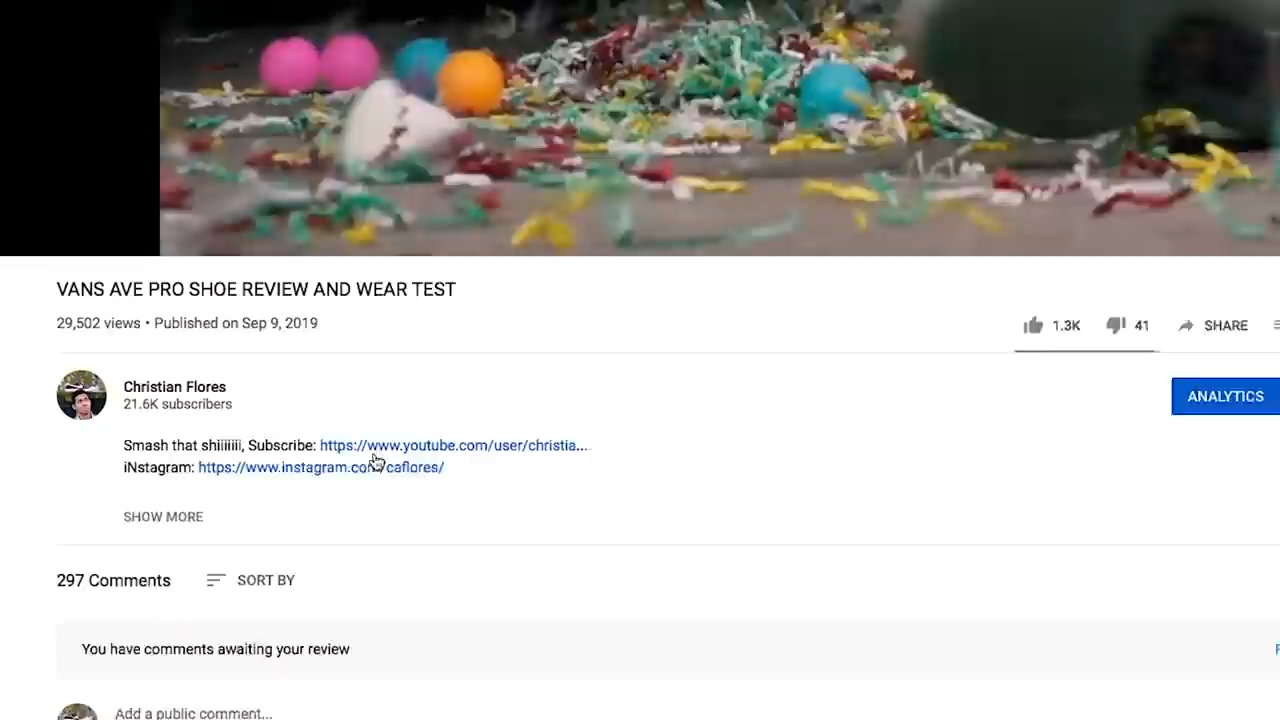 VANS AVE PRO SHOE REVIEW AND WEAR TEST
29,502 views • Published on Sep 9, 2019
1.3K 41 SHARE
Christian Flores
21.6K subscribers
ANALYTICS
Smash that shiiiiiii, Subscribe: https://www.youtube.com/user/christia...
iNstagram: https://www.instagram.com/caflores/
SHOW MORE
297 Comments SORT BY
You have comments awaiting your review
Add a public comment...